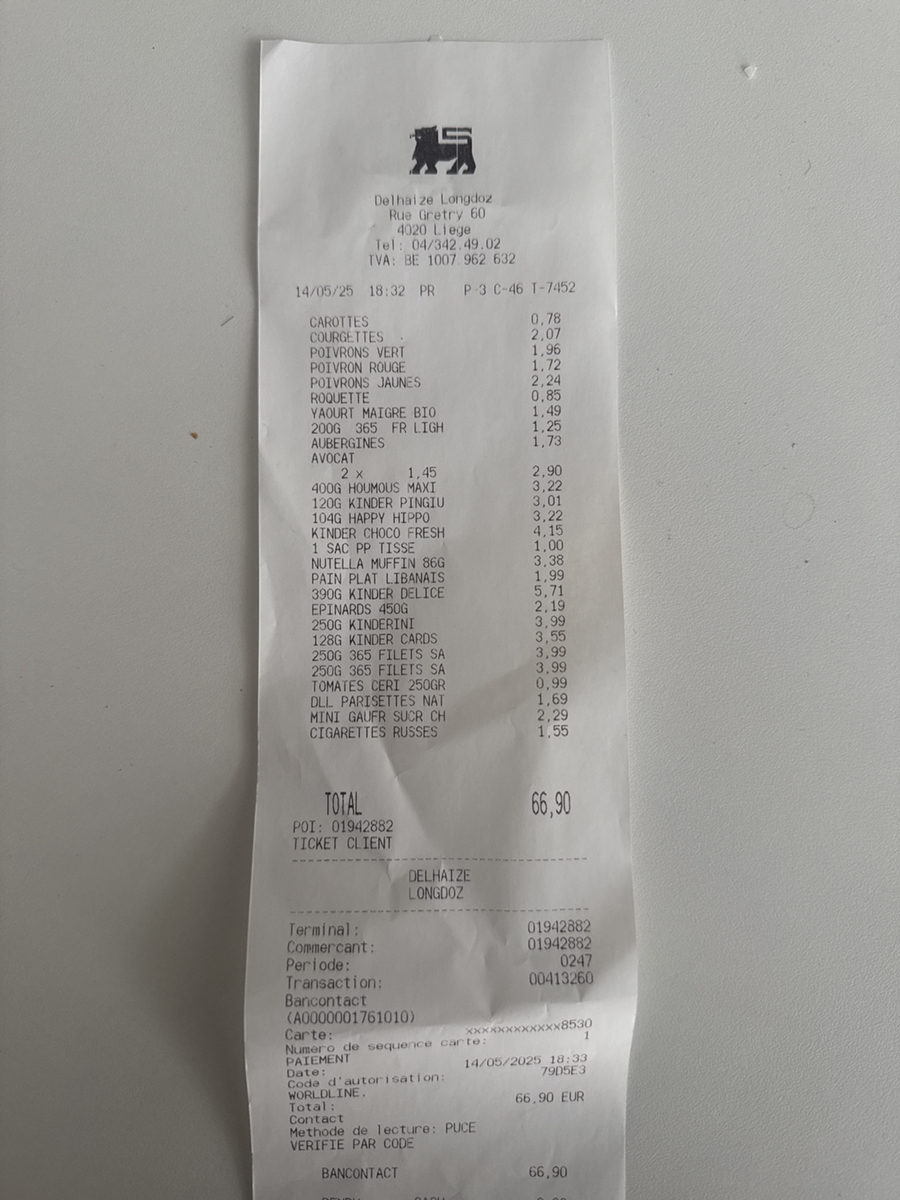 Delhaize Longdoz
Rue Gretry 60
4020 Liege
Tel: 04/342.49.02
TVA: BE 1007 962 632
14/05/25 18:32 PR P-3 C-46 T-7452
CAROTTES 0,78
COURGETTES 2,07
POIVRONS VERT 1,96
POIVRON ROUGE 1,72
POIVRONS JAUNES 2,24
ROQUETTE 0,85
YAOURT MAIGRE BIO 1,49
200G 365 FR LIGH 1,25
AUBERGINES 1,73
AVOCAT
2 x 1,45 2,90
400G HOUMOUS MAXI 3,22
120G KINDER PINGIU 3,01
104G HAPPY HIPPO 3,22
KINDER CHOCO FRESH 4,15
1 SAC PP TISSE 1,00
NUTELLA MUFFIN 86G 3,38
PAIN PLAT LIBANAIS 1,99
390G KINDER DELICE 5,71
EPINARDS 450G 2,19
250G KINDERINI 3,99
128G KINDER CARDS 3,55
250G 365 FILETS SA 3,99
250G 365 FILETS SA 3,99
TOMATES CERI 250GR 0,99
DLL PARISETTES NAT 1,69
MINI GAUFR SUCR CH 2,29
CIGARETTES RUSSES 1,55
TOTAL 66,90
POI: 01942882
TICKET CLIENT
DELHAIZE
LONGDOZ
Terminal: 01942882
Commercant: 01942882
Periode: 0247
Transaction: 00413260
Bancontact
(A0000001761010)
Carte: xxxxxxxxxxxxx8530
Numero de sequence carte: 1
PAIEMENT
Date: 14/05/2025 18:33
Code d'autorisation: 79D5E3
WORLDLINE.
Total: 66,90 EUR
Contact
Methode de lecture: PUCE
VERIFIE PAR CODE
BANCONTACT 66,90